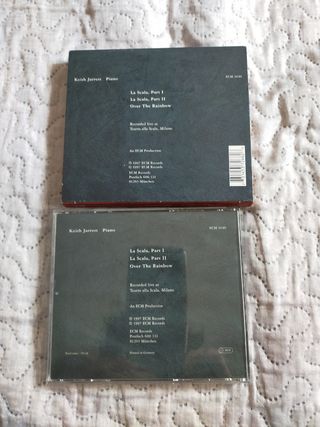 Keith Jarrett Piano
ECM 1640
La Scala, Part I
La Scala, Part II
Over The Rainbow
Recorded live at
Teatro alla Scala, Milano
An ECM Production
℗ 1997 ECM Records
© 1997 ECM Records
ECM Records
Postfach 600 331
81203 München
Keith Jarrett Piano
ECM 1640
La Scala, Part I
La Scala, Part II
Over The Rainbow
Recorded live at
Teatro alla Scala, Milano
An ECM Production
℗ 1997 ECM Records
© 1997 ECM Records
ECM Records
Postfach 600 331
81203 München
Printed in Germany